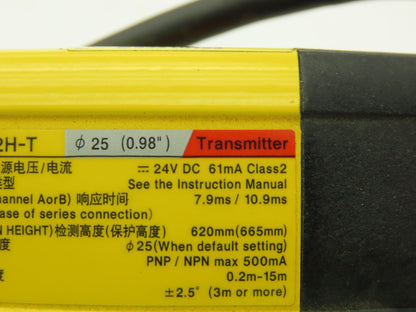 2H-T ϕ 25 (0.98") Transmitter
源电压/电流 ⎓ 24V DC 61mA Class2
类型 See the Instruction Manual
hannel AorB) 响应时间 7.9ms / 10.9ms
ase of series connection)
N HEIGHT)检测高度(保护高度) 620mm(665mm)
度 ϕ25(When default setting)
PNP / NPN max 500mA
0.2m-15m
±2.5° (3m or more)